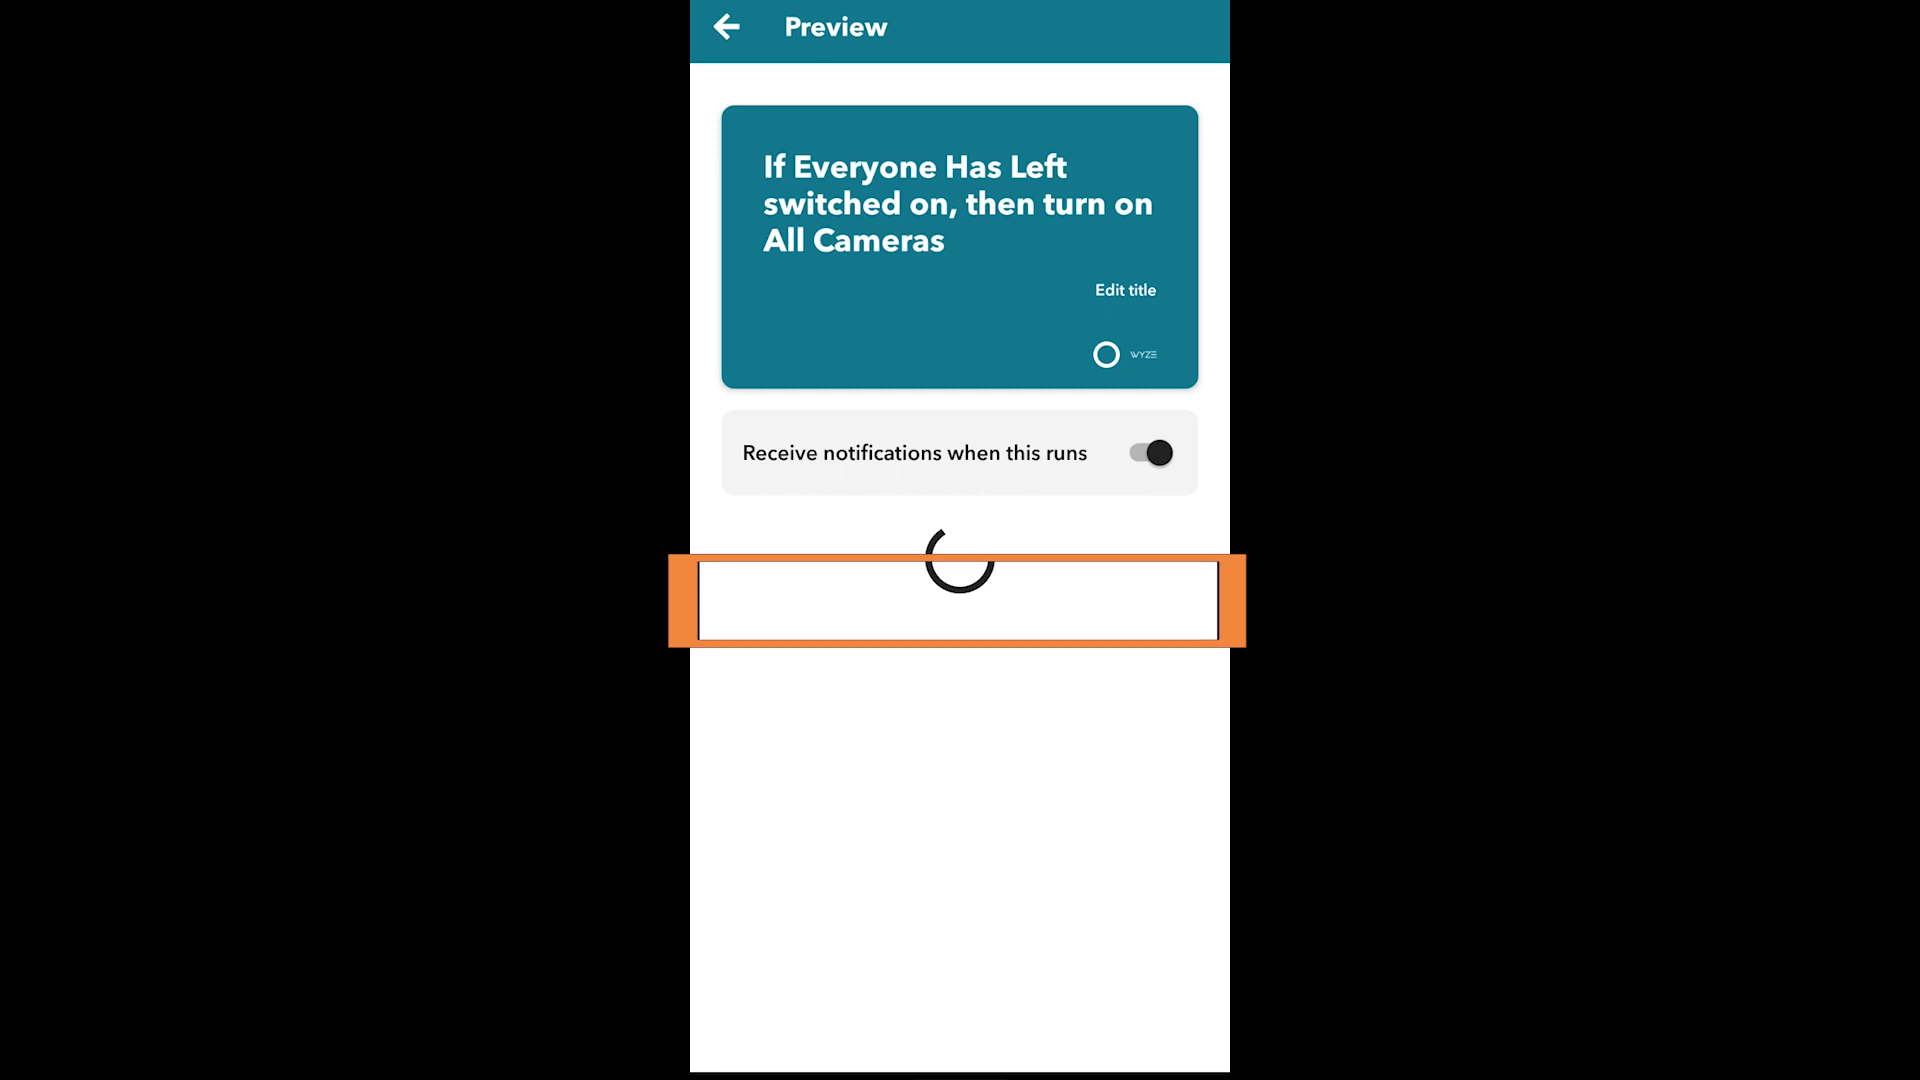 Preview
If Everyone Has Left
switched on, then turn on
All Cameras
Edit title
WYZE
Receive notifications when this runs